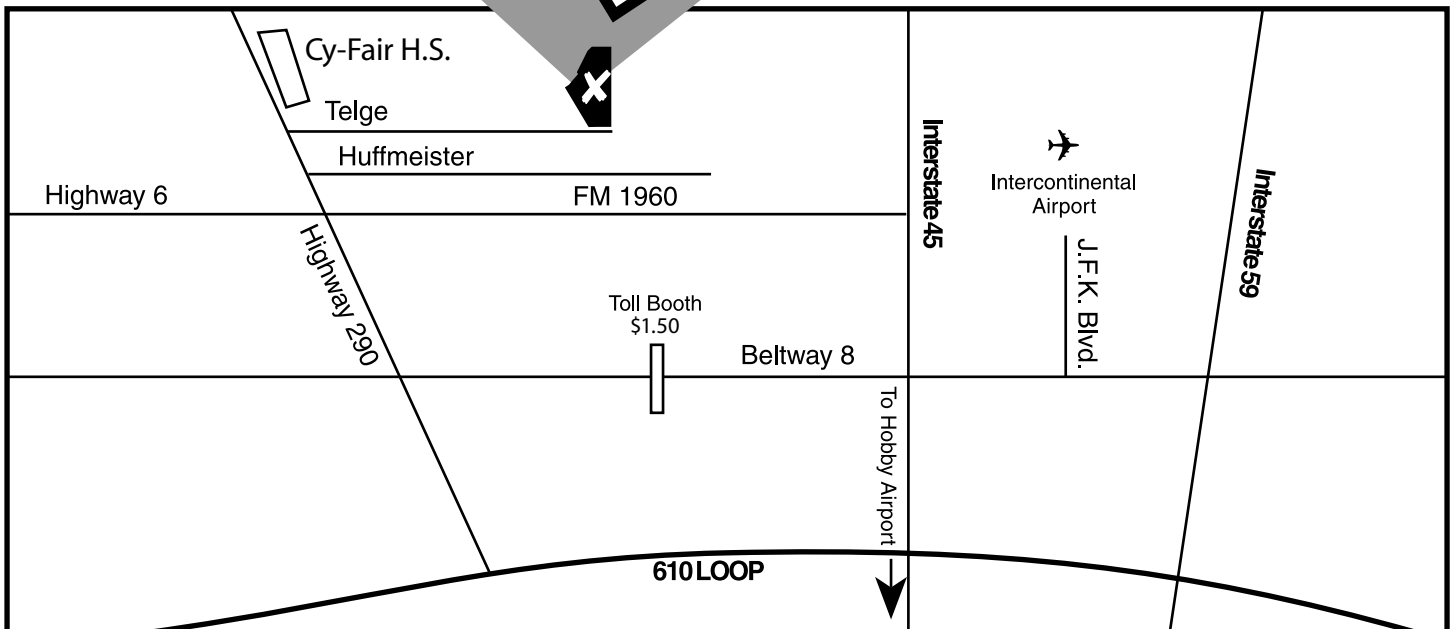 Cy-Fair H.S.
Telge
Huffmeister
Highway 6
FM 1960
Interstate 45
Intercontinental
Airport
Interstate 59
Highway 290
J.F.K. Blvd.
Toll Booth
$1.50
Beltway 8
To Hobby Airport
610 LOOP